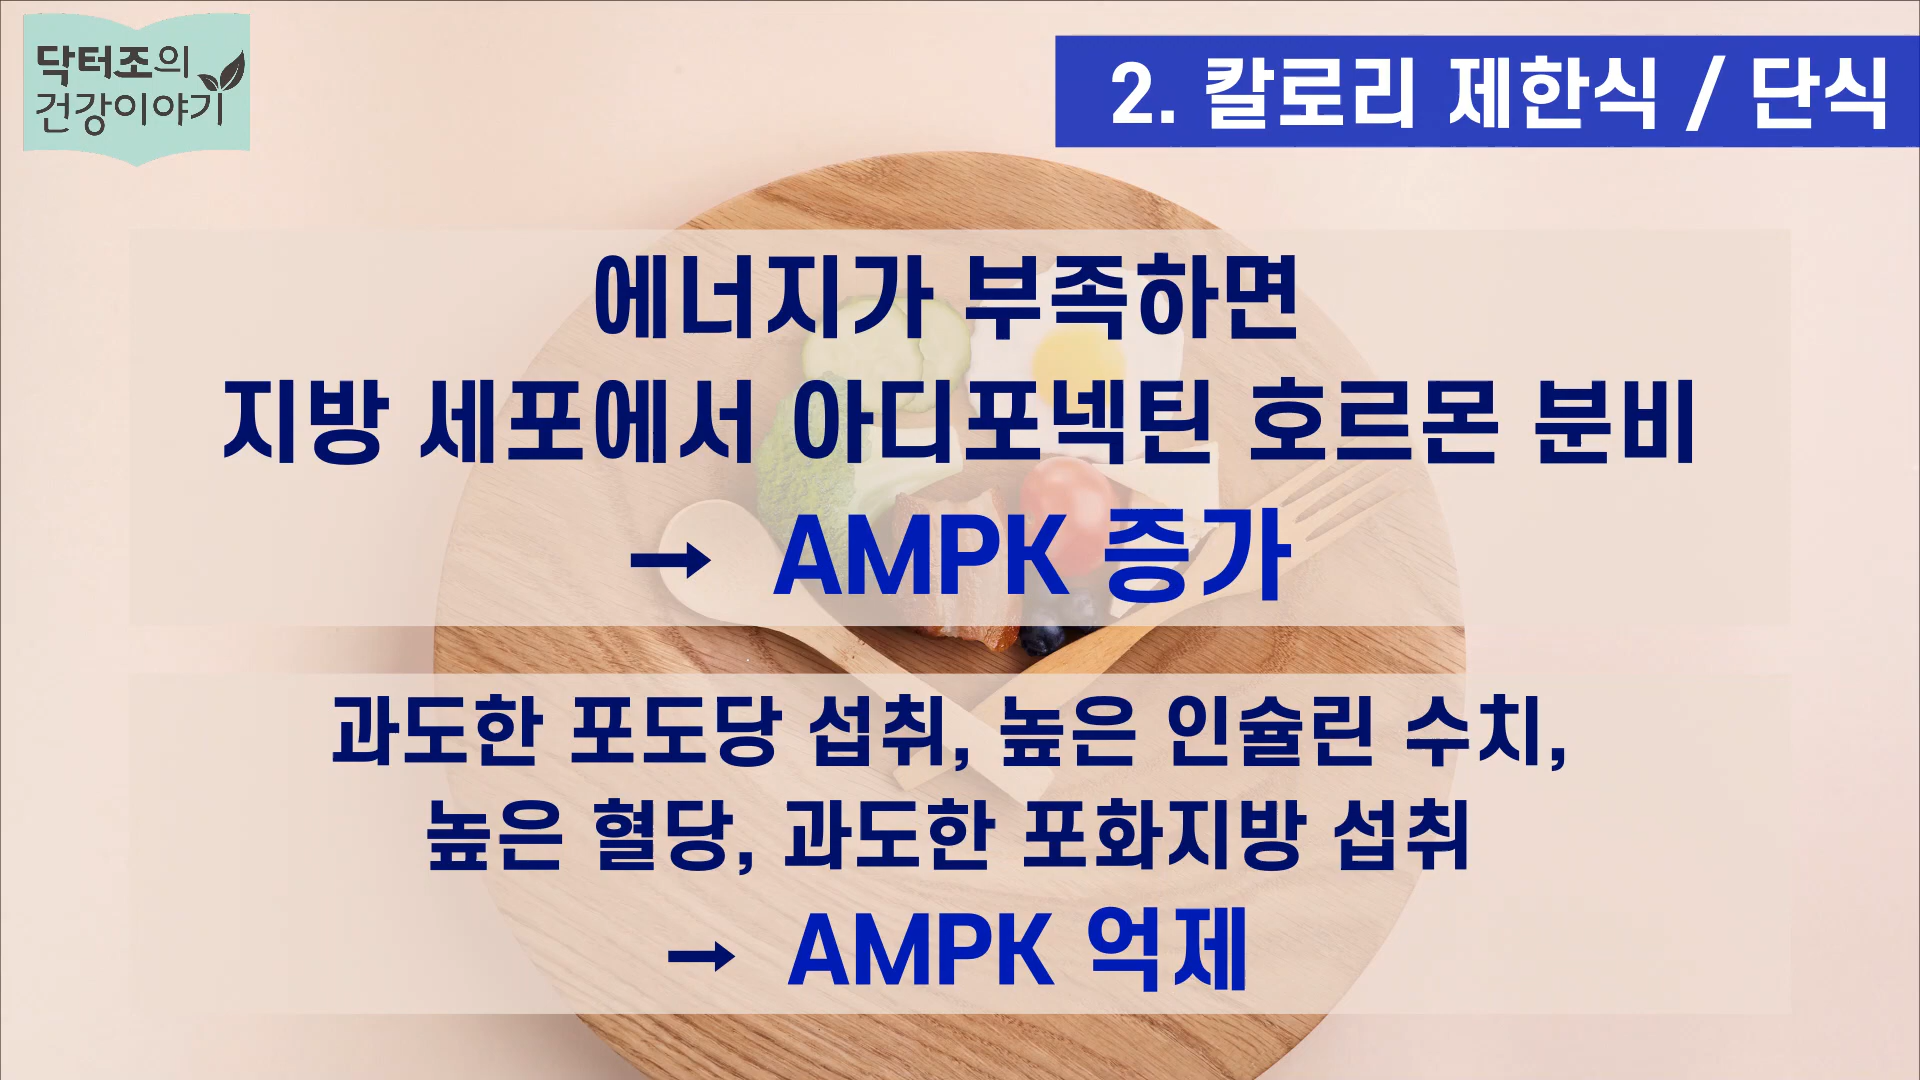 닥터조의
건강이야기
2. 칼로리 제한식 / 단식
에너지가 부족하면
지방 세포에서 아디포넥틴 호르몬 분비
→ AMPK 증가
과도한 포도당 섭취, 높은 인슐린 수치,
높은 혈당, 과도한 포화지방 섭취
→ AMPK 억제